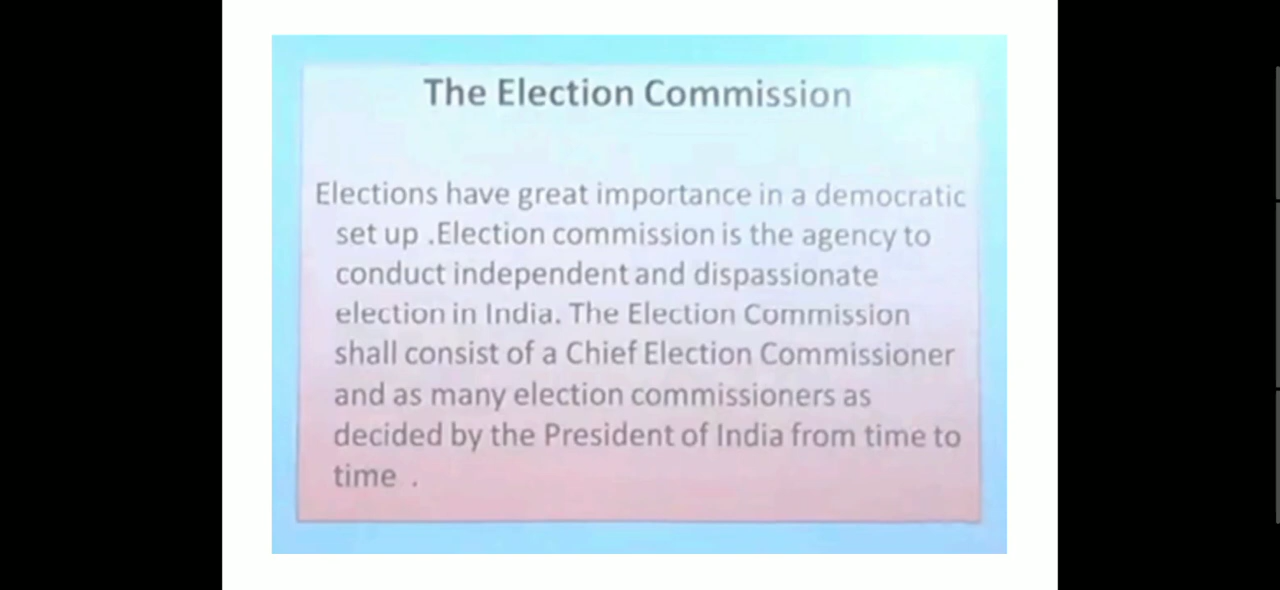 The Election Commission
Elections have great importance in a democratic
set up .Election commission is the agency to
conduct independent and dispassionate
election in India. The Election Commission
shall consist of a Chief Election Commissioner
and as many election commissioners as
decided by the President of India from time to
time .